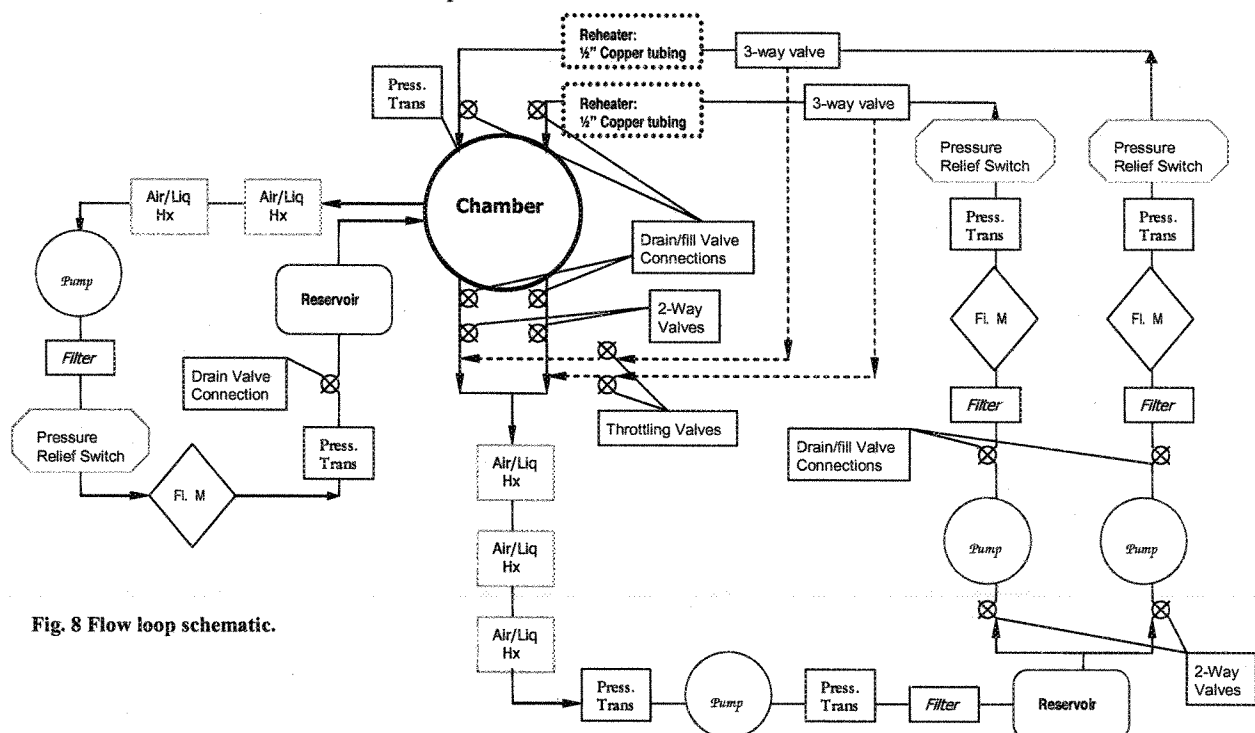 Reheater:
½" Copper tubing
3-way valve
Press.
Trans
Reheater:
½" Copper tubing
3-way valve
Pressure
Relief Switch
Pressure
Relief Switch
Air/Liq
Hx
Air/Liq
Hx
Chamber
Press.
Trans
Press.
Trans
Pump
Reservoir
Drain/fill Valve
Connections
Fl. M
Fl. M
2-Way
Valves
Filter
Drain Valve
Connection
Filter
Filter
Pressure
Relief Switch
Press.
Trans
Throttling Valves
Drain/fill Valve
Connections
Fl. M
Air/Liq
Hx
Pump
Pump
Air/Liq
Hx
Fig. 8 Flow loop schematic.
Air/Liq
Hx
Press.
Trans
Pump
Press.
Trans
Filter
Reservoir
2-Way
Valves